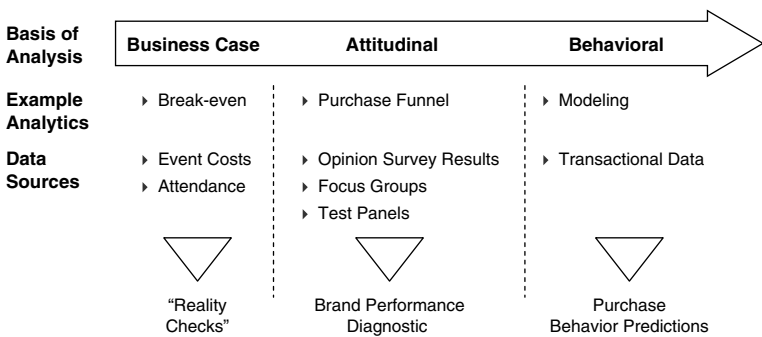 Basis of
Analysis
Business Case
Attitudinal
Behavioral
Example
Analytics
Break-even
Purchase Funnel
Modeling
Data
Sources
Event Costs
Attendance
Opinion Survey Results
Focus Groups
Test Panels
Transactional Data
“Reality
Checks”
Brand Performance
Diagnostic
Purchase
Behavior Predictions